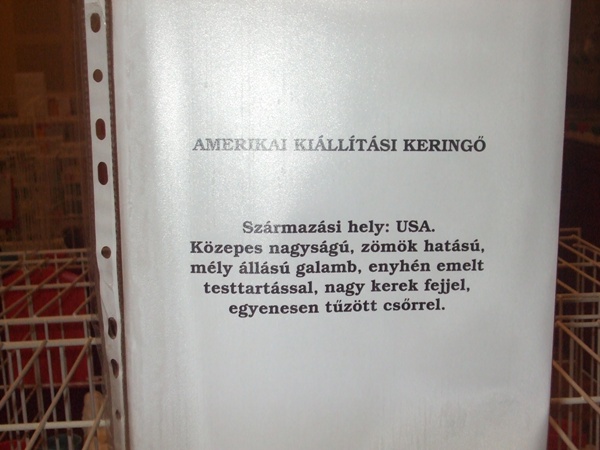 AMERIKAI KIÁLLÍTÁSI KERINGŐ
Származási hely: USA.
Közepes nagyságú, zömök hatású,
mély állású galamb, enyhén emelt
testtartással, nagy kerek fejjel,
egyenesen tűzött csőrrel.